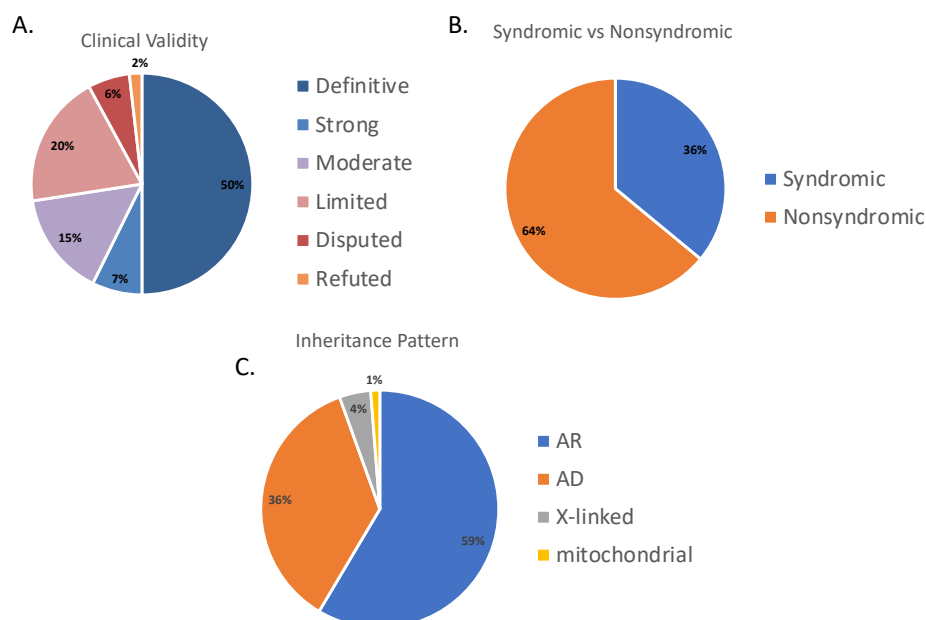 A.
Clinical Validity
2%
6%
20%
50%
15%
7%
Definitive
Strong
Moderate
Limited
Disputed
Refuted
B.
Syndromic vs Nonsyndromic
36%
64%
Syndromic
Nonsyndromic
C.
Inheritance Pattern
1%
4%
36%
59%
AR
AD
X-linked
mitochondrial